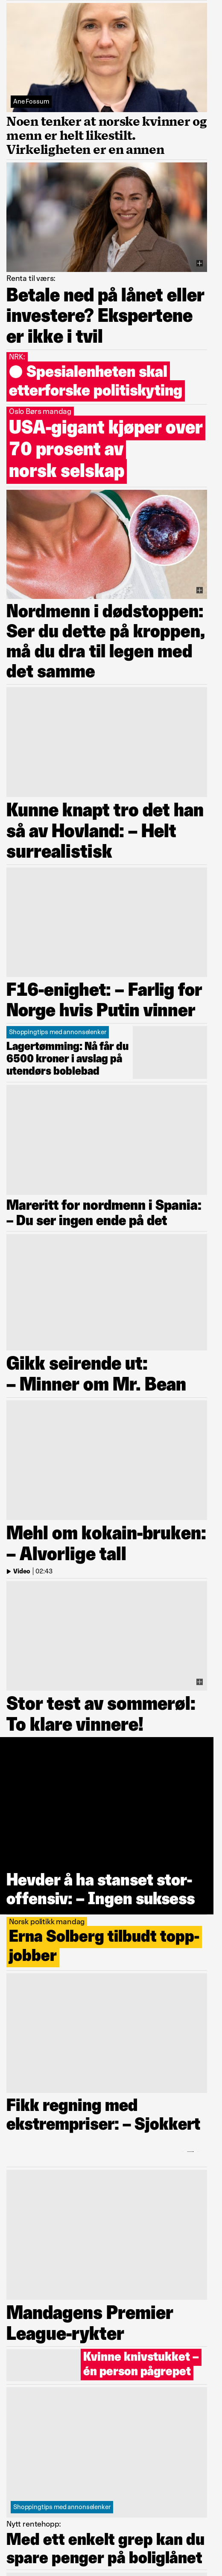 Ane Fossum
Noen tenker at norske kvinner og
menn er helt likestilt.
Virkeligheten er en annen
Renta til værs:
Betale ned på lånet eller
investere? Ekspertene
er ikke i tvil
NRK:
Spesialenheten skal
etterforske politiskyting
Oslo Børs mandag
USA-gigant kjøper over
70 prosent av
norsk selskap
Nordmenn i dødstoppen:
Ser du dette på kroppen,
må du dra til legen med
det samme
Kunne knapt tro det han
så av Hovland: – Helt
surrealistisk
F16-enighet: – Farlig for
Norge hvis Putin vinner
Shoppingtips med annonselenker
Lagertømming: Nå får du
6500 kroner i avslag på
utendørs boblebad
Mareritt for nordmenn i Spania:
– Du ser ingen ende på det
Gikk seirende ut:
– Minner om Mr. Bean
Mehl om kokain-bruken:
– Alvorlige tall
Video | 02:43
Stor test av sommerøl:
To klare vinnere!
Hevder å ha stanset stor-
offensiv: – Ingen suksess
Norsk politikk mandag
Erna Solberg tilbudt topp-
jobber
Fikk regning med
ekstrempriser: – Sjokkert
Mandagens Premier
League-rykter
Kvinne knivstukket –
én person pågrepet
Shoppingtips med annonselenker
Nytt rentehopp:
Med ett enkelt grep kan du
spare penger på boliglånet